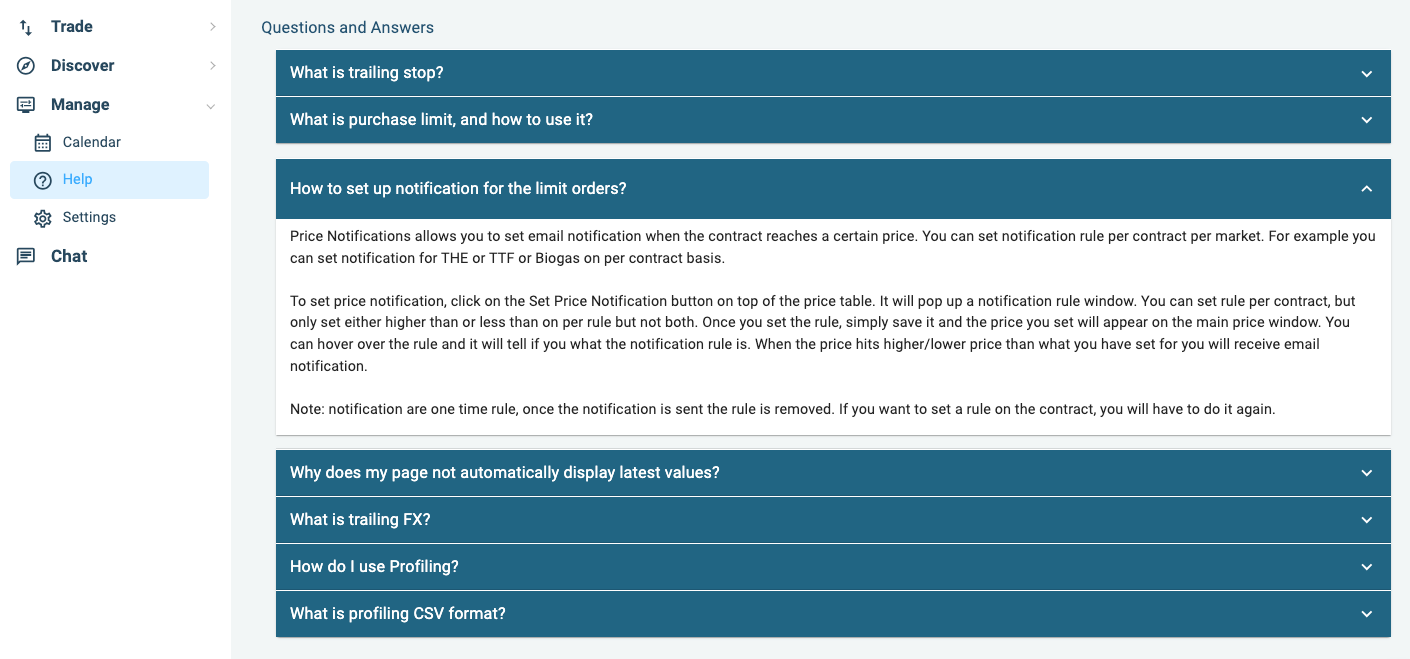 Trade
Discover
Manage
Calendar
Help
Settings
Chat
Questions and Answers
What is trailing stop?
What is purchase limit, and how to use it?
How to set up notification for the limit orders?
Price Notifications allows you to set email notification when the contract reaches a certain price. You can set notification rule per contract per market. For example you
can set notification for THE or TTF or Biogas on per contract basis.
To set price notification, click on the Set Price Notification button on top of the price table. It will pop up a notification rule window. You can set rule per contract, but
only set either higher than or less than on per rule but not both. Once you set the rule, simply save it and the price you set will appear on the main price window. You
can hover over the rule and it will tell if you what the notification rule is. When the price hits higher/lower price than what you have set for you will receive email
notification.
Note: notification are one time rule, once the notification is sent the rule is removed. If you want to set a rule on the contract, you will have to do it again.
Why does my page not automatically display latest values?
What is trailing FX?
How do I use Profiling?
What is profiling CSV format?